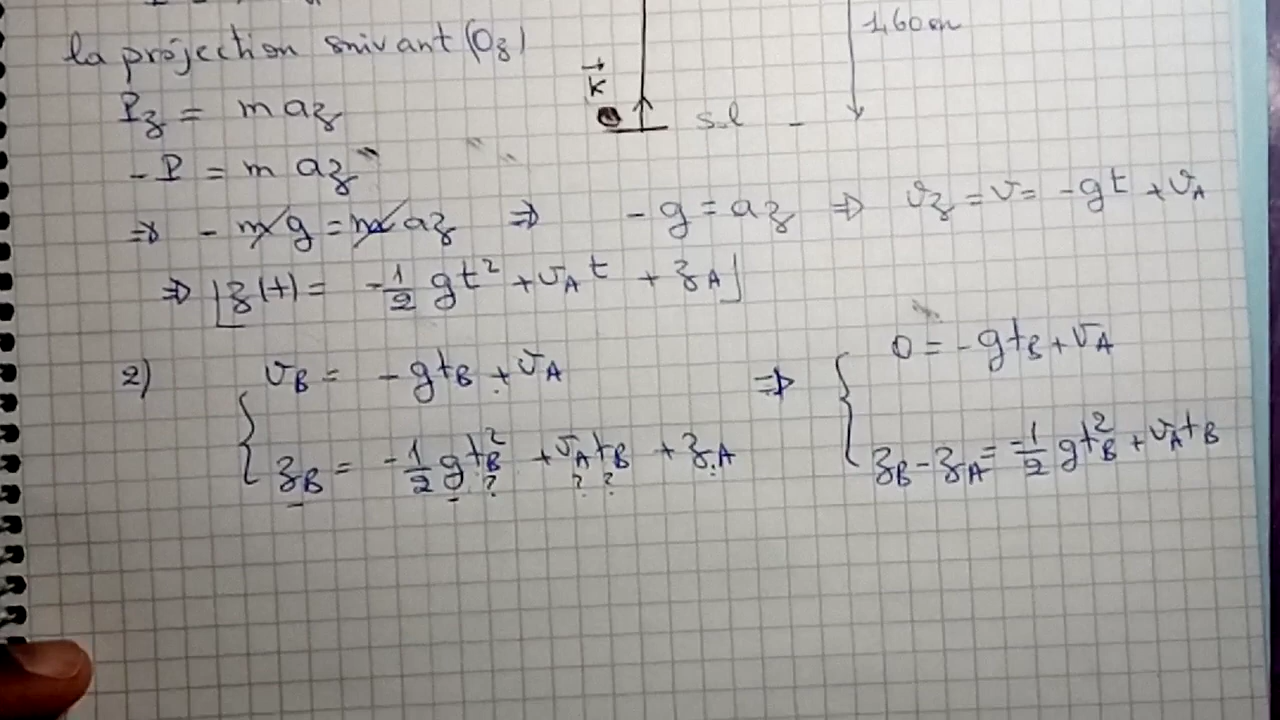 1,60m
la projection suivant (Oz)
k⃗
sol
Pz = m az
-P = m az
⇒ - mg = m az ⇒ -g = az ⇒ vz = v = -gt + vA
⇒ z(t) = -1/2 gt² + vA t + zA
2) { vB = -gtB + vA ⇒ { 0 = -gtB + vA
zB = -1/2 gtB² + vA tB + zA
? ? ?
zB - zA = -1/2 gtB² + vA tB